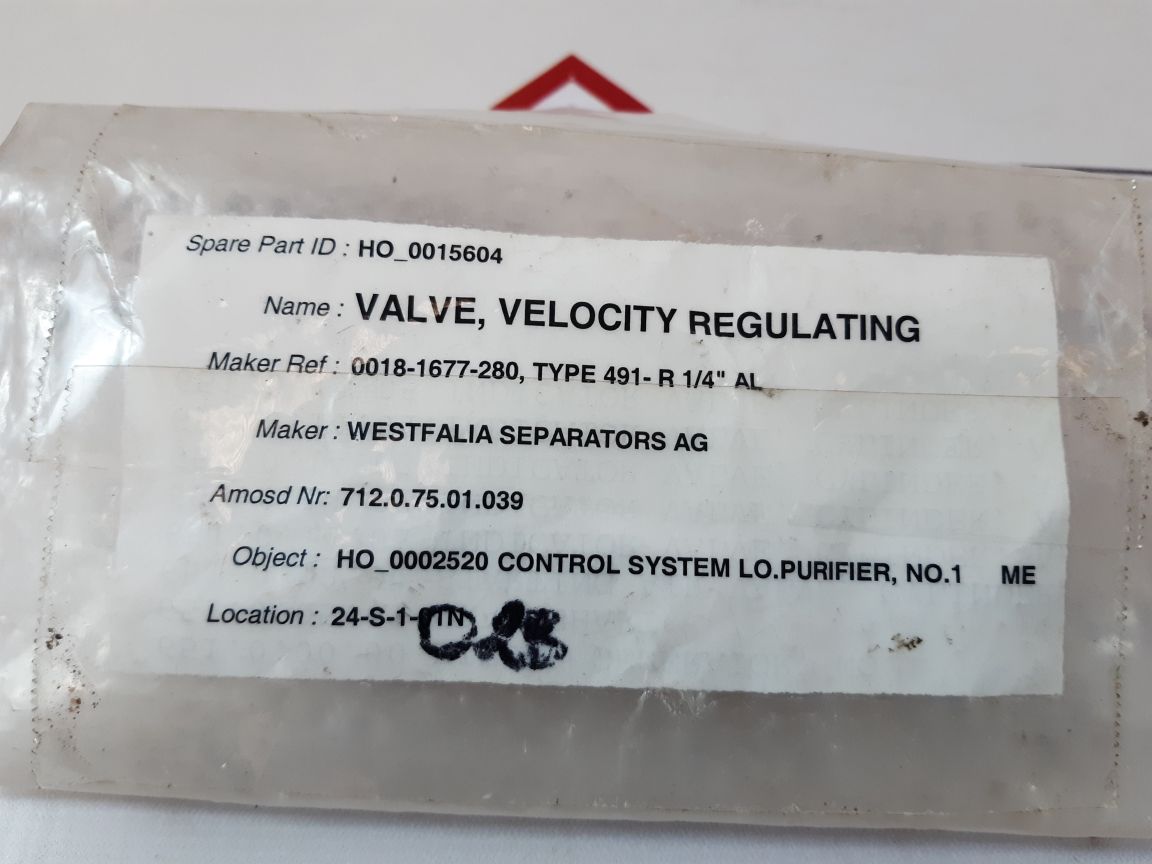 Spare Part ID : HO_0015604
Name : VALVE, VELOCITY REGULATING
Maker Ref : 0018-1677-280, TYPE 491- R 1/4" AL
Maker : WESTFALIA SEPARATORS AG
Amosd Nr: 712.0.75.01.039
Object : HO_0002520 CONTROL SYSTEM LO.PURIFIER, NO.1 ME
Location : 24-S-1-